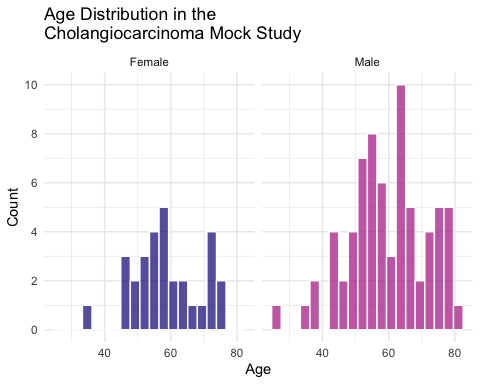 Age Distribution in the
Cholangiocarcinoma Mock Study
Female
Male
10
8
6
4
2
0
Count
40
60
80
40
60
80
Age